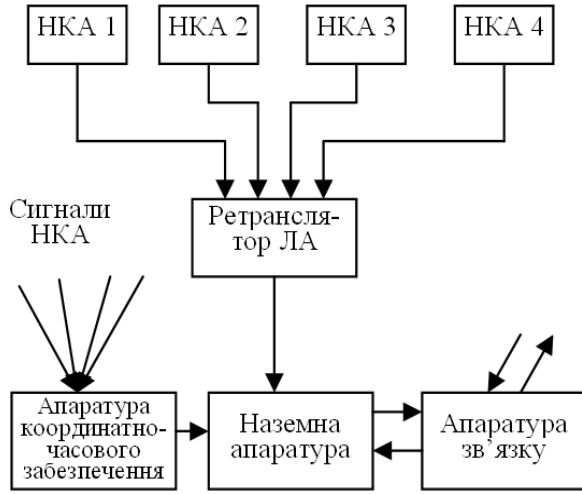 НКА 1
НКА 2
НКА 3
НКА 4
Сигнали
НКА
Ретрансля-
тор ЛА
Апаратура
координатно-
часового
забезпечення
Наземна
апаратура
Апаратура
зв’язку